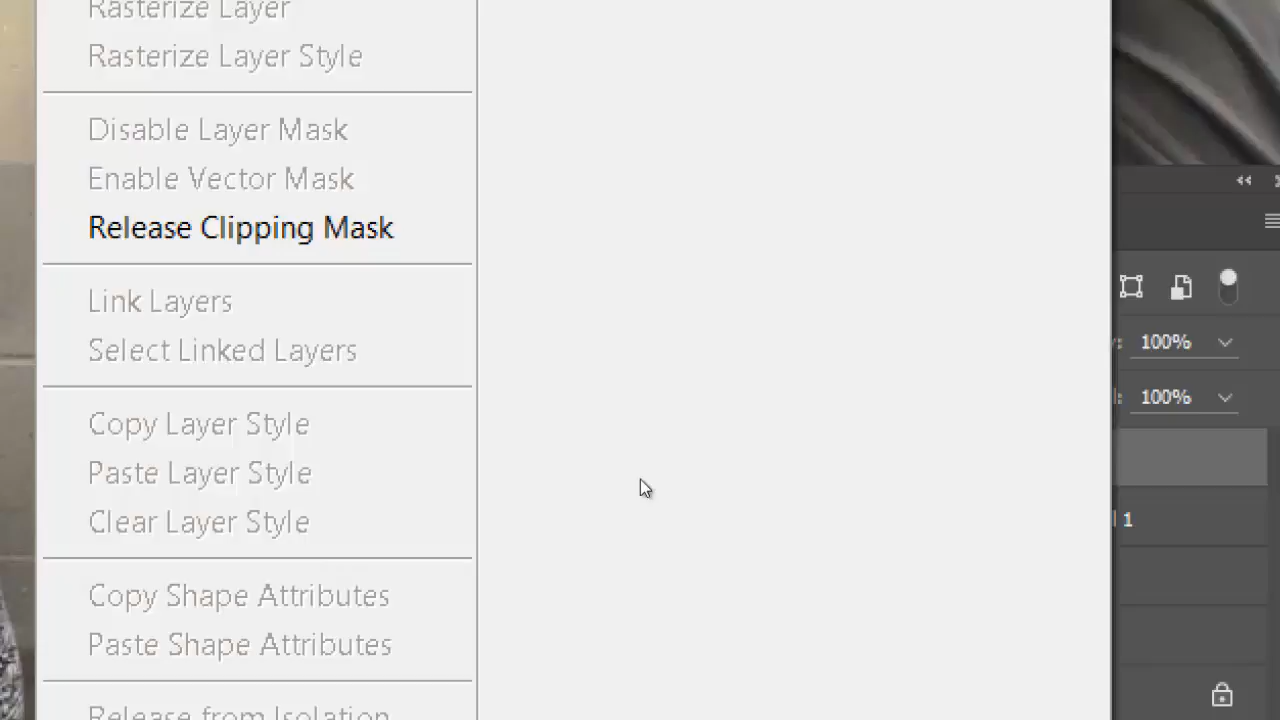 Rasterize Layer
Rasterize Layer Style
Disable Layer Mask
Enable Vector Mask
Release Clipping Mask
Link Layers
Select Linked Layers
Copy Layer Style
Paste Layer Style
Clear Layer Style
Copy Shape Attributes
Paste Shape Attributes
Release from Isolation
100%
100%
1